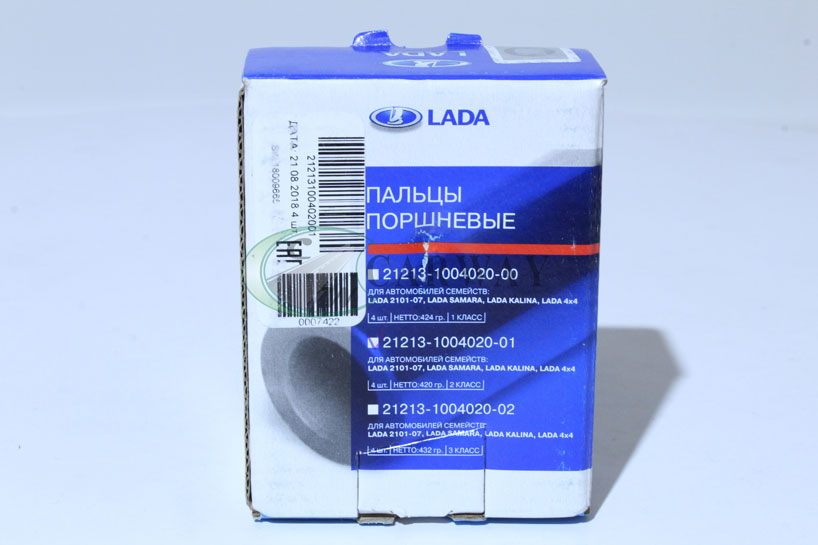 LADA
LADA
ДАТА: 21 08 2018 4 шт.
21213100402001
0007422
ПАЛЬЦЫ
ПОРШНЕВЫЕ
CARWAY
21213-1004020-00
ДЛЯ АВТОМОБИЛЕЙ СЕМЕЙСТВ:
LADA 2101-07, LADA SAMARA, LADA KALINA, LADA 4x4
4 шт. НЕТТО:424 гр. 1 КЛАСС
21213-1004020-01
ДЛЯ АВТОМОБИЛЕЙ СЕМЕЙСТВ:
LADA 2101-07, LADA SAMARA, LADA KALINA, LADA 4x4
4 шт. НЕТТО:420 гр. 2 КЛАСС
21213-1004020-02
ДЛЯ АВТОМОБИЛЕЙ СЕМЕЙСТВ:
LADA 2101-07, LADA SAMARA, LADA KALINA, LADA 4x4
4 шт. НЕТТО:432 гр. 3 КЛАСС